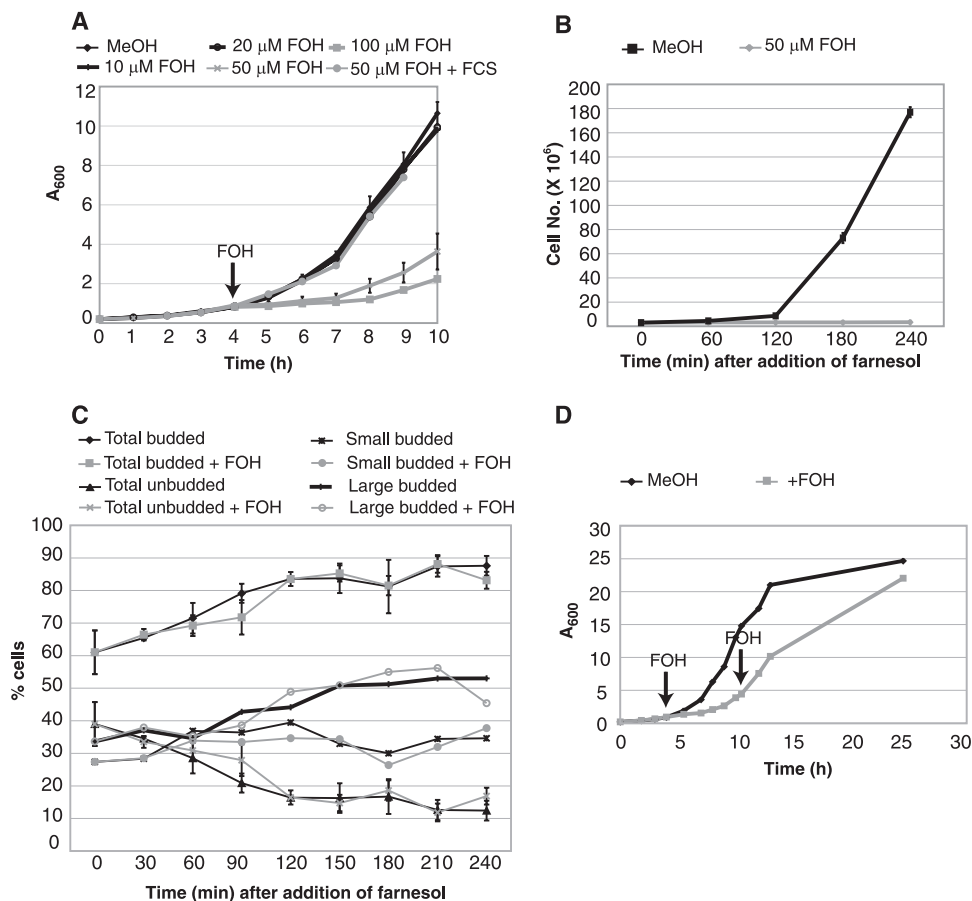 A
MeOH 20 µM FOH 100 µM FOH
10 µM FOH 50 µM FOH 50 µM FOH + FCS
12
10
8
6
4
2
0
A600
FOH
0 1 2 3 4 5 6 7 8 9 10
Time (h)
B
MeOH 50 µM FOH
200
180
160
140
120
100
80
60
40
20
0
Cell No. (X 10⁶)
0 60 120 180 240
Time (min) after addition of farnesol
C
Total budded Small budded
Total budded + FOH Small budded + FOH
Total unbudded Large budded
Total unbudded + FOH Large budded + FOH
100
90
80
70
60
50
40
30
20
10
0
% cells
0 30 60 90 120 150 180 210 240
Time (min) after addition of farnesol
D
MeOH +FOH
30
25
20
15
10
5
0
A600
FOH
FOH
0 5 10 15 20 25 30
Time (h)